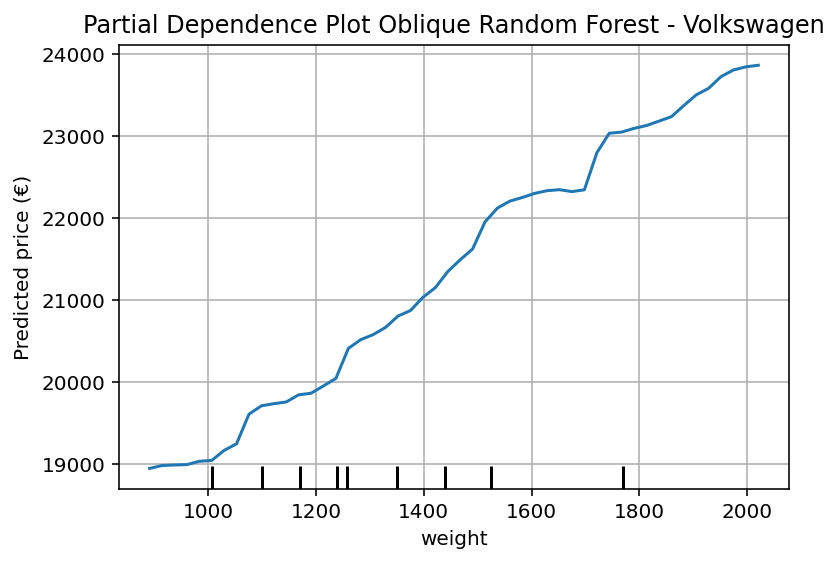 Partial Dependence Plot Oblique Random Forest - Volkswagen
24000
23000
22000
21000
20000
19000
Predicted price (€)
1000 1200 1400 1600 1800 2000
weight